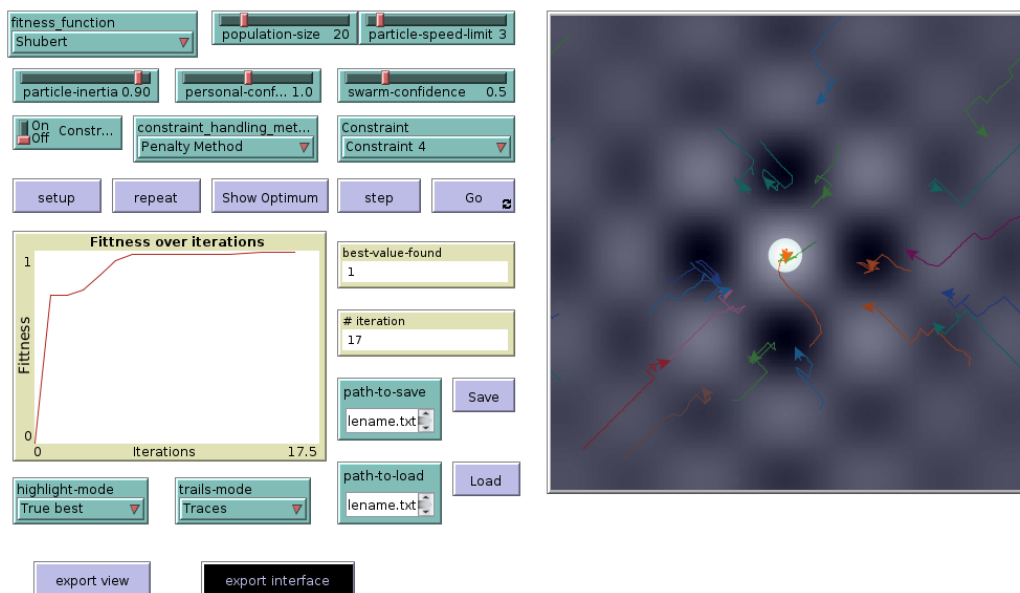 fitness_function
Shubert
population-size 20
particle-speed-limit 3
particle-inertia 0.90
personal-conf... 1.0
swarm-confidence 0.5
On
Off
Constr...
constraint_handling_met...
Penalty Method
Constraint
Constraint 4
setup
repeat
Show Optimum
step
Go
Fittness over iterations
1
Fittness
0
0
Iterations
17.5
best-value-found
1
# iteration
17
path-to-save
lename.txt
Save
path-to-load
lename.txt
Load
highlight-mode
True best
trails-mode
Traces
export view
export interface